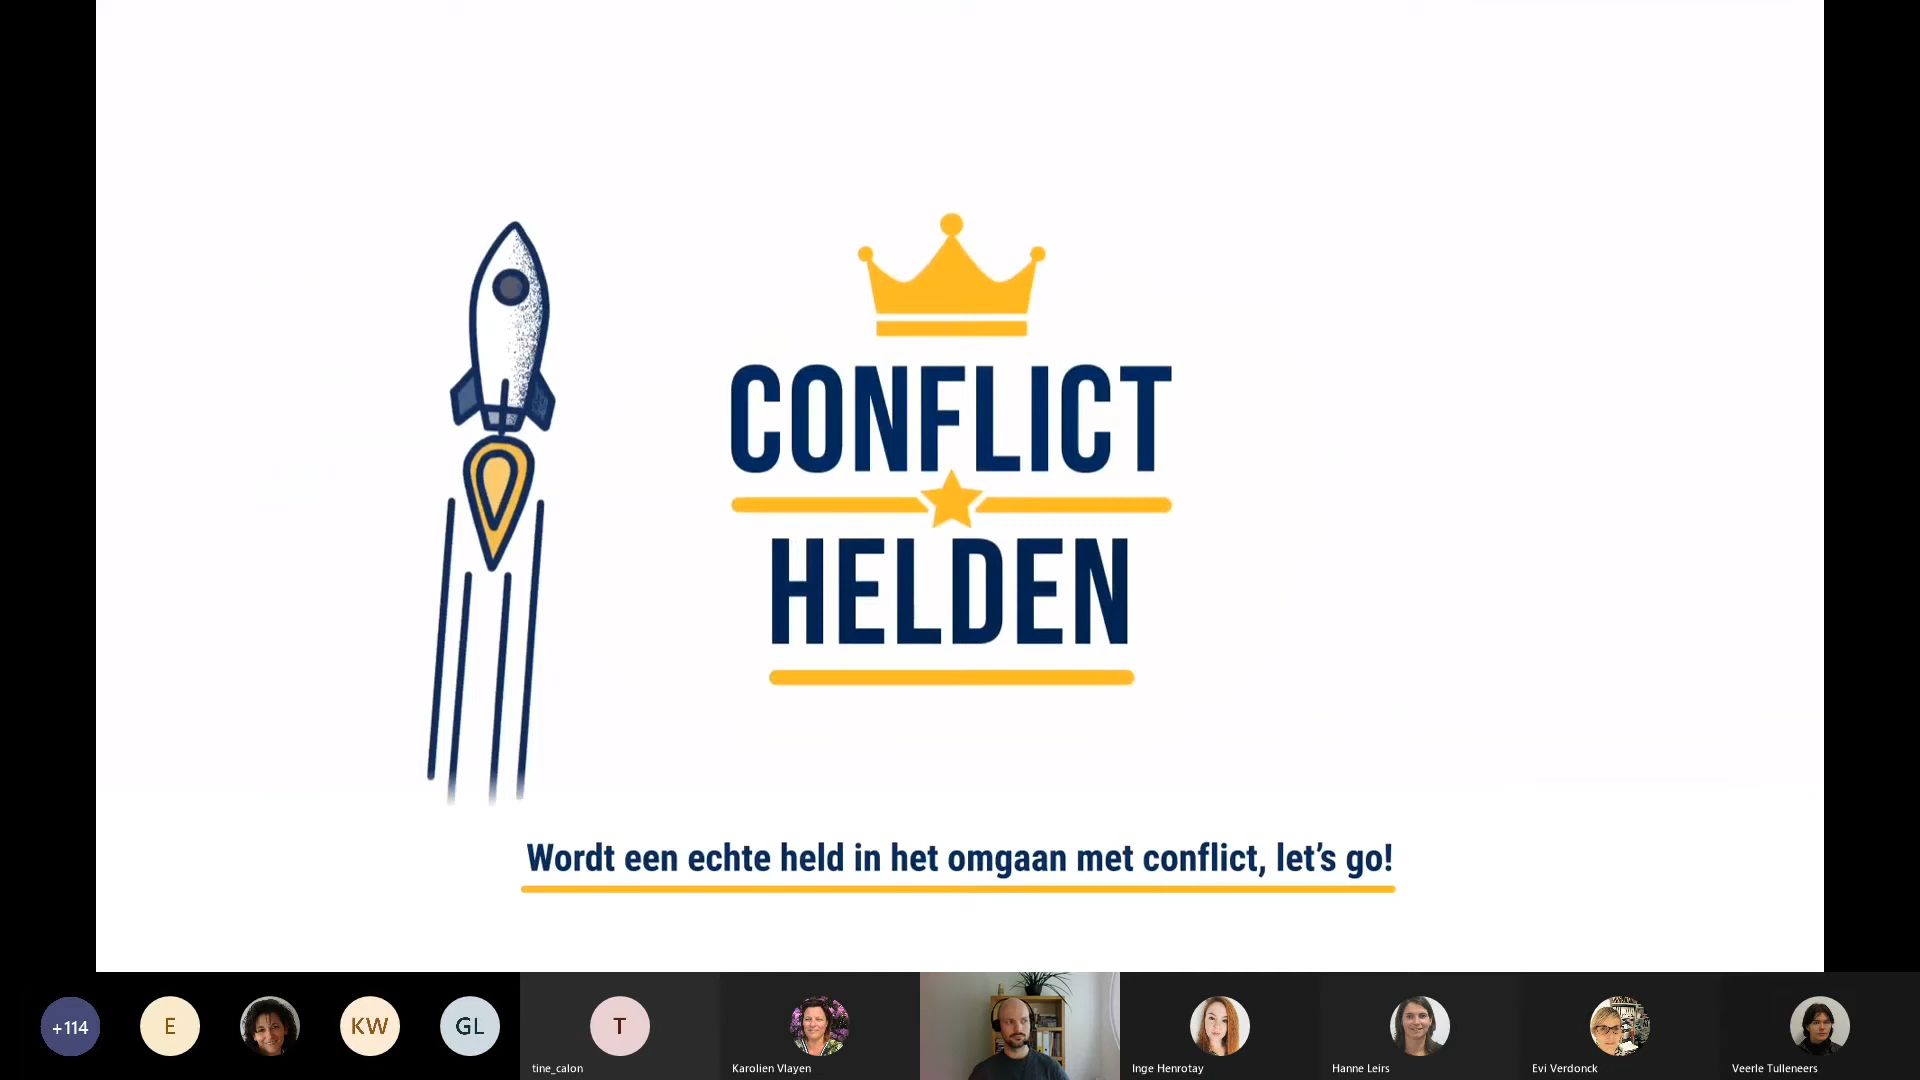 CONFLICT
HELDEN
Wordt een echte held in het omgaan met conflict, let's go!
+114
E
KW
GL
T
tine_calon
Karolien Vlayen
Inge Henrotay
Hanne Leirs
Evi Verdonck
Veerle Tulleneers